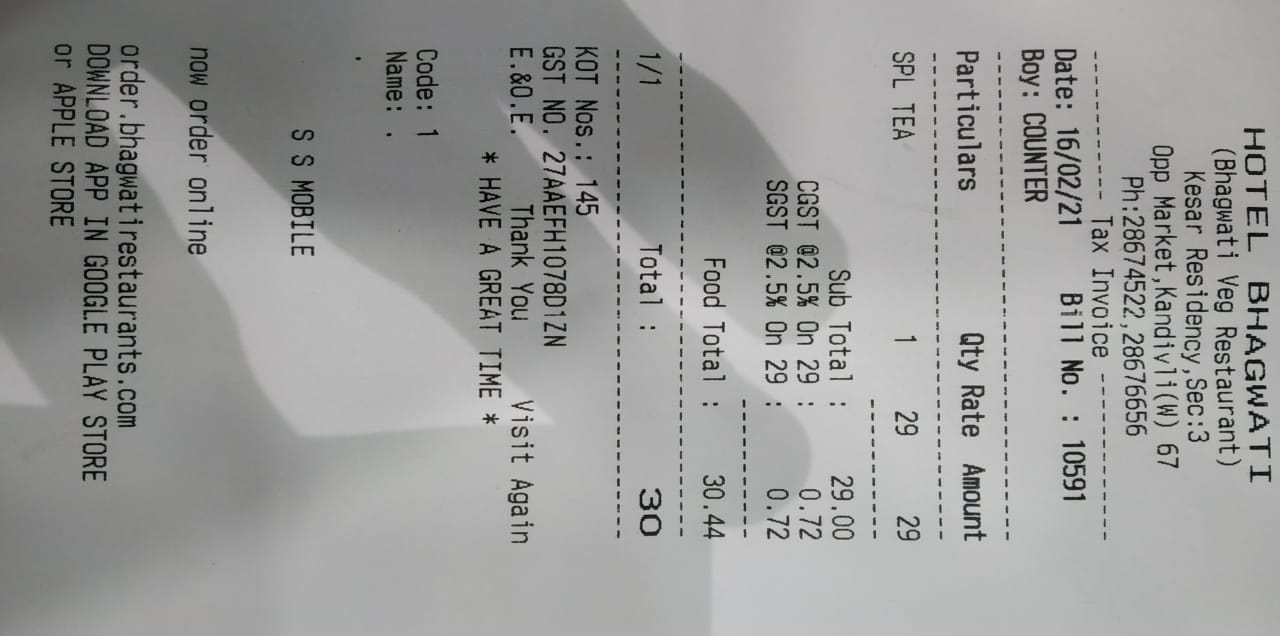 HOTEL BHAGWATI
(Bhagwati Veg Restaurant)
Kesar Residency,Sec:3
Opp Market,Kandivli(W) 67
Ph:28674522,28676656
---------- Tax Invoice -------------
Date: 16/02/21 Bill No. : 10591
Boy: COUNTER
Particulars Qty Rate Amount
SPL TEA 1 29 29
Sub Total : 29.00
CGST @2.5% On 29 : 0.72
SGST @2.5% On 29 : 0.72
Food Total : 30.44
1/1 Total : 30
KOT Nos.: 145
GST NO. 27AAEFH1078D1ZN
E.&O.E. Thank You Visit Again
* HAVE A GREAT TIME *
Code: 1
Name: .
.
S S MOBILE
now order online
order.bhagwatirestaurants.com
DOWNLOAD APP IN GOOGLE PLAY STORE
or APPLE STORE